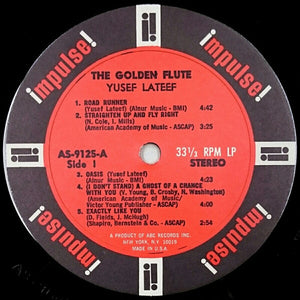 impulse!
impulse!
impulse!
impulse!
THE GOLDEN FLUTE
YUSEF LATEEF
1. ROAD RUNNER
(Yusef Lateef) (Alnur Music - BMI) 4:42
2. STRAIGHTEN UP AND FLY RIGHT
(N. Cole, I. Mills)
(American Academy of Music - ASCAP) 3:25
AS-9125-A
Side 1
33 1/3 RPM LP
STEREO
3. OASIS (Yusef Lateef)
(Alnur Music - BMI) 4:20
4. (I DON'T STAND) A GHOST OF A CHANCE
WITH YOU (V. Young, B. Crosby, N. Washington)
(American Academy of Music/
Victor Young Publisher - ASCAP) 4:22
5. EXACTLY LIKE YOU
(D. Fields, J. McHugh)
(Shapiro, Bernstein & Co. - ASCAP) 2:54
A PRODUCT OF ABC RECORDS INC.
NEW YORK, N.Y. 10019
MADE IN U.S.A.